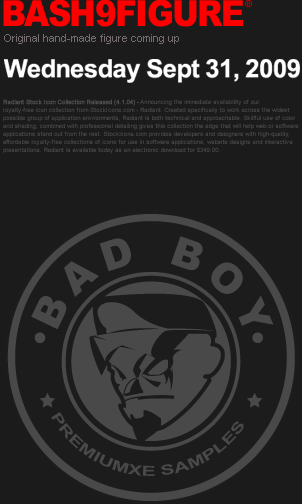 BASH9FIGURE®
Original hand-made figure coming up
Wednesday Sept 31, 2009
Radiant Stock Icon Collection Released (4.1.04) - Announcing the immediate availability of our
royalty-free icon collection from Stockicons.com - Radiant. Created specifically to work across the widest
possible group of application environments, Radiant is both technical and approachable. Skillful use of color
and shading, combined with professional detailing gives this collection the edge that will help web or software
applications stand out from the rest. Stockicons.com provides developers and designers with high-quality,
affordable royalty-free collections of icons for use in software applications, website designs and interactive
presentations. Radiant is available today as an electronic download for $349.00.
BAD BOY
PREMIUMXE SAMPLES